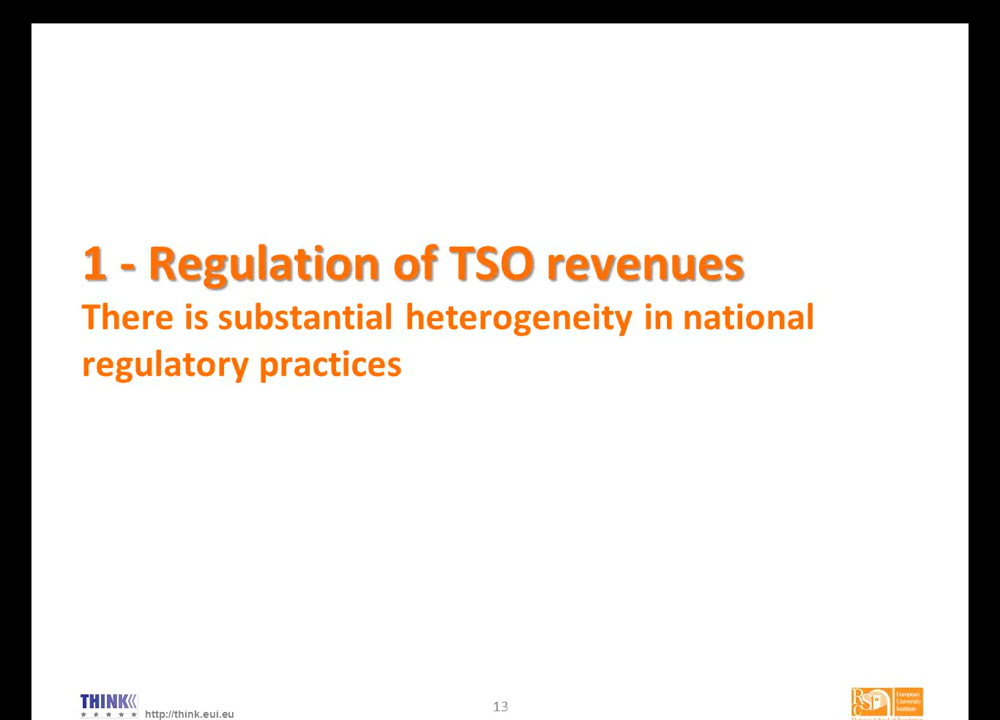 1 - Regulation of TSO revenues
There is substantial heterogeneity in national
regulatory practices
THINK
http://think.eui.eu
13
European
University
Institute